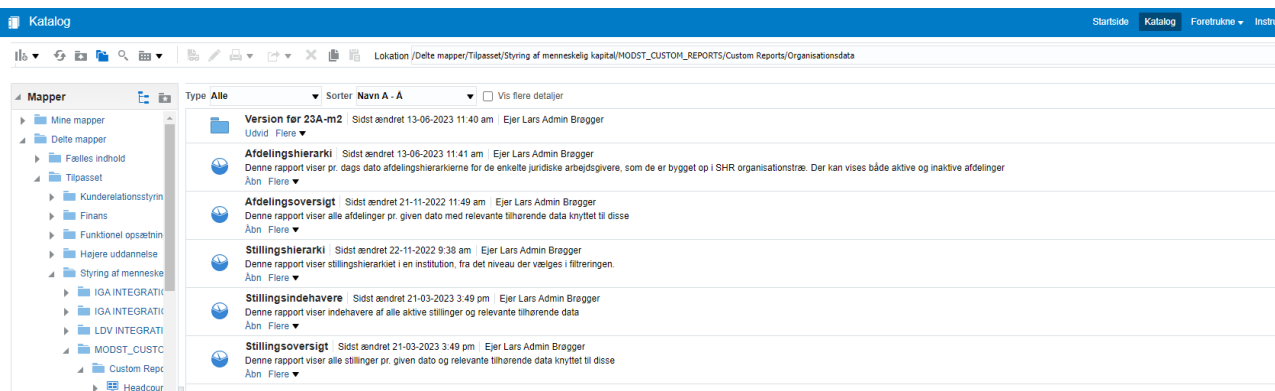 Katalog
Startside Katalog Foretrukne
Lokation /Delte mapper/Tilpasset/Styring af menneskelig kapital/MODST_CUSTOM_REPORTS/Custom Reports/Organisationsdata
Mapper
Type Alle Sorter Navn A - Å Vis flere detaljer
Mine mapper
Delte mapper
Fælles indhold
Tilpasset
Kunderelationsstyrin
Finans
Funktionel opsætnin
Højere uddannelse
Styring af menneske
IGA INTEGRATI
IGA INTEGRATI
LDV INTEGRATI
MODST_CUSTO
Custom Repo
Headcour
Version før 23A-m2 Sidst ændret 13-06-2023 11:40 am Ejer Lars Admin Brøgger
Udvid Flere
Afdelingshierarki Sidst ændret 13-06-2023 11:41 am Ejer Lars Admin Brøgger
Denne rapport viser pr. dags dato afdelingshierarkierne for de enkelte juridiske arbejdsgivere, som de er bygget op i SHR organisationstræ. Der kan vises både aktive og inaktive afdelinger
Åbn Flere
Afdelingsoversigt Sidst ændret 21-11-2022 11:49 am Ejer Lars Admin Brøgger
Denne rapport viser alle afdelinger pr. given dato med relevante tilhørende data knyttet til disse
Åbn Flere
Stillingshierarki Sidst ændret 22-11-2022 9:38 am Ejer Lars Admin Brøgger
Denne rapport viser stillingshierarkiet i en institution, fra det niveau der vælges i filtreringen.
Åbn Flere
Stillingsindehavere Sidst ændret 21-03-2023 3:49 pm Ejer Lars Admin Brøgger
Denne rapport viser indehavere af alle aktive stillinger og relevante tilhørende data
Åbn Flere
Stillingsoversigt Sidst ændret 21-03-2023 3:49 pm Ejer Lars Admin Brøgger
Denne rapport viser alle stillinger pr. given dato og relevante tilhørende data knyttet til disse
Åbn Flere